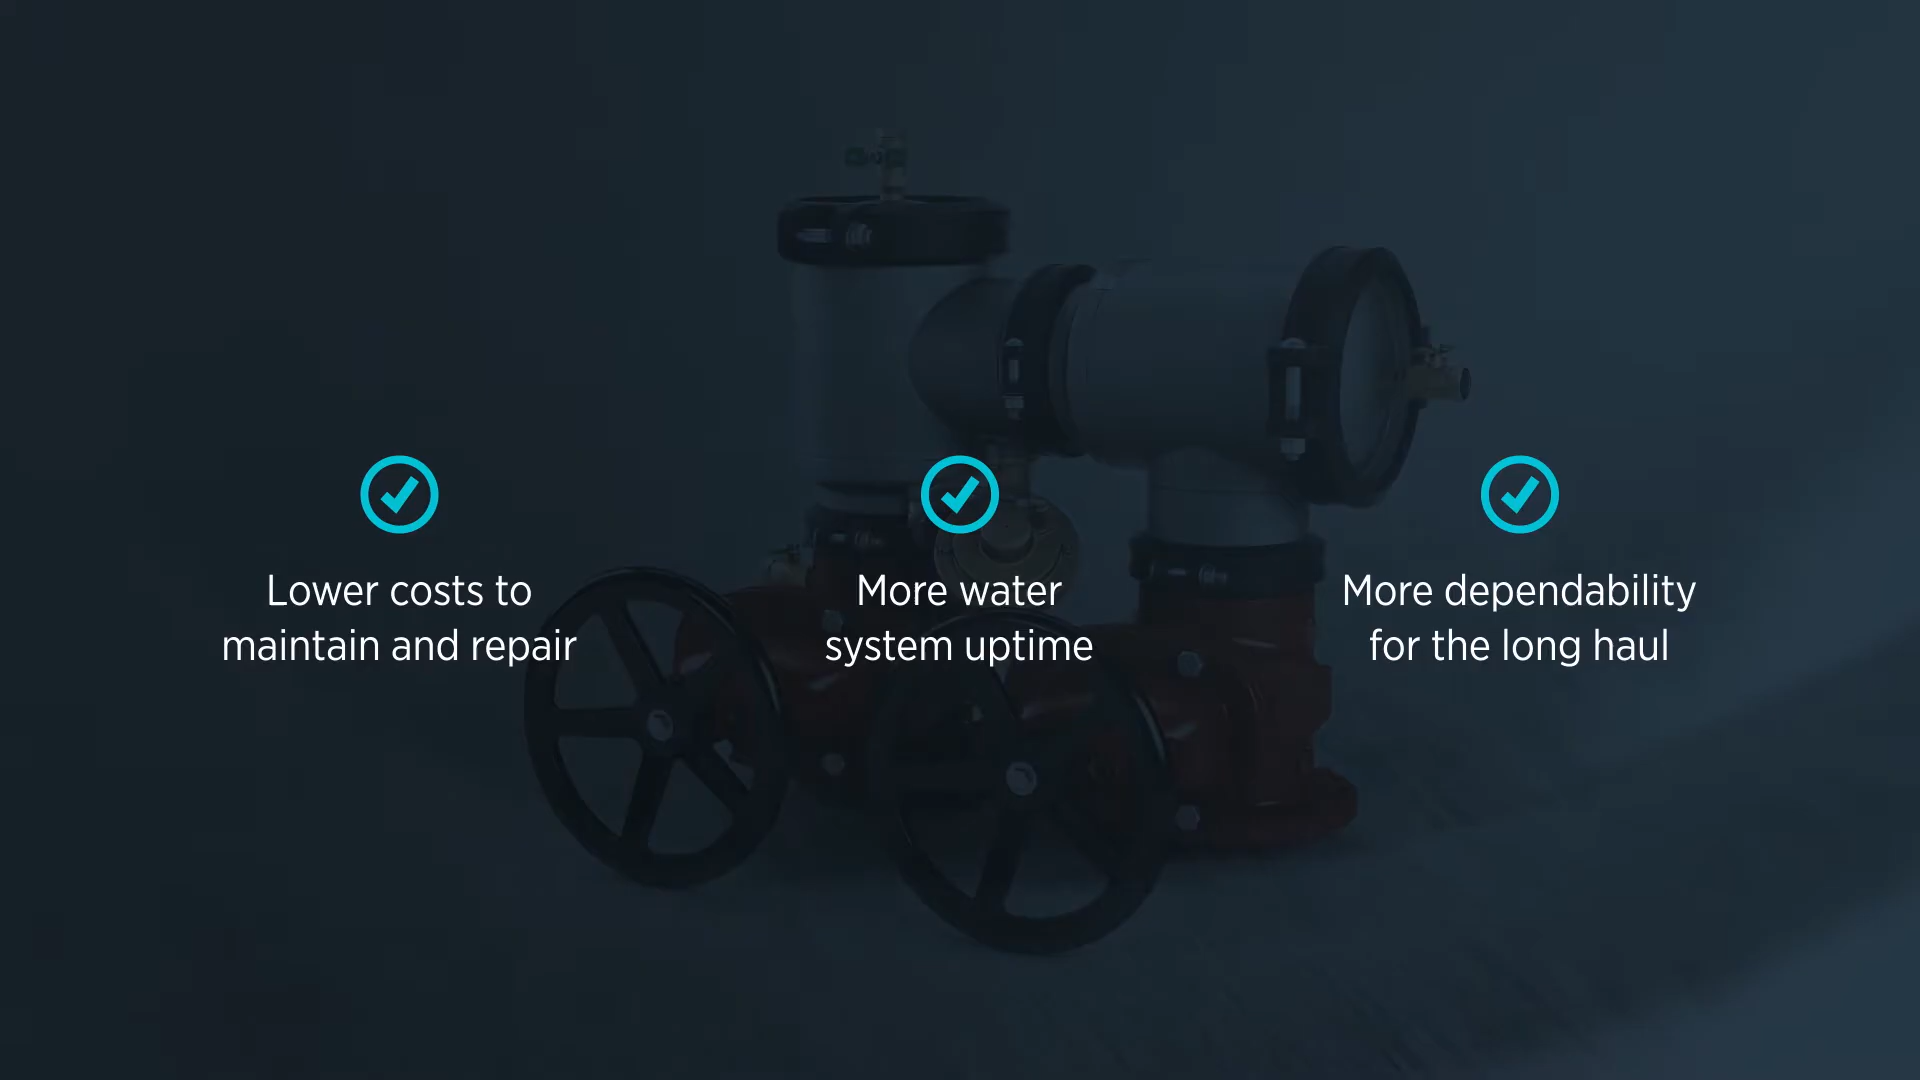 Lower costs to
maintain and repair
More water
system uptime
More dependability
for the long haul